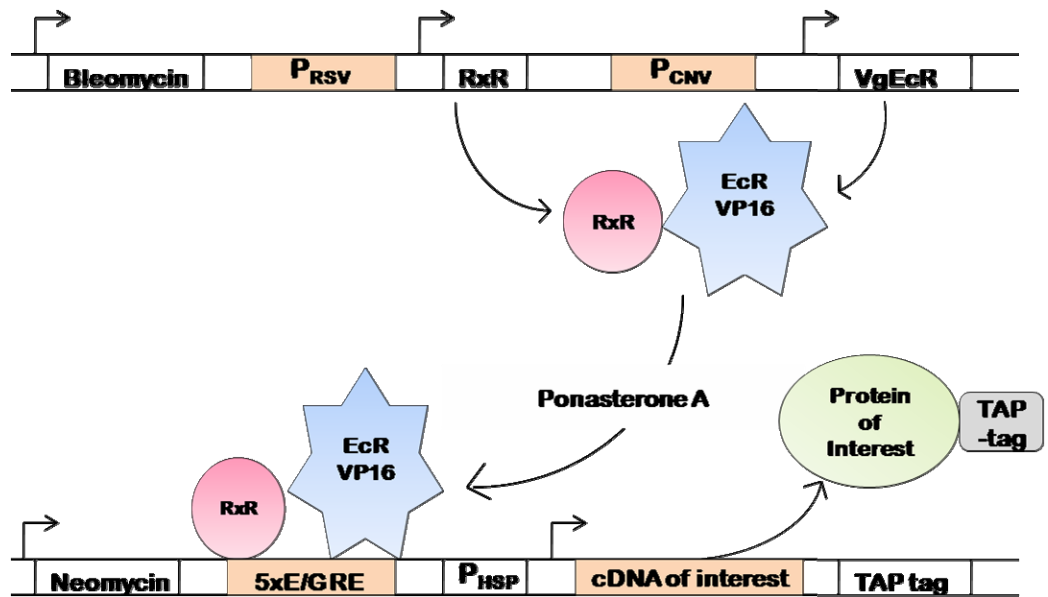 Bleomycin PRSV RxR PCNV VgEcR
EcR
VP16
RxR
Ponasterone A
Protein
of
Interest
TAP
-tag
EcR
VP16
RxR
Neomycin 5xE/GRE PHSP cDNA of interest TAP tag